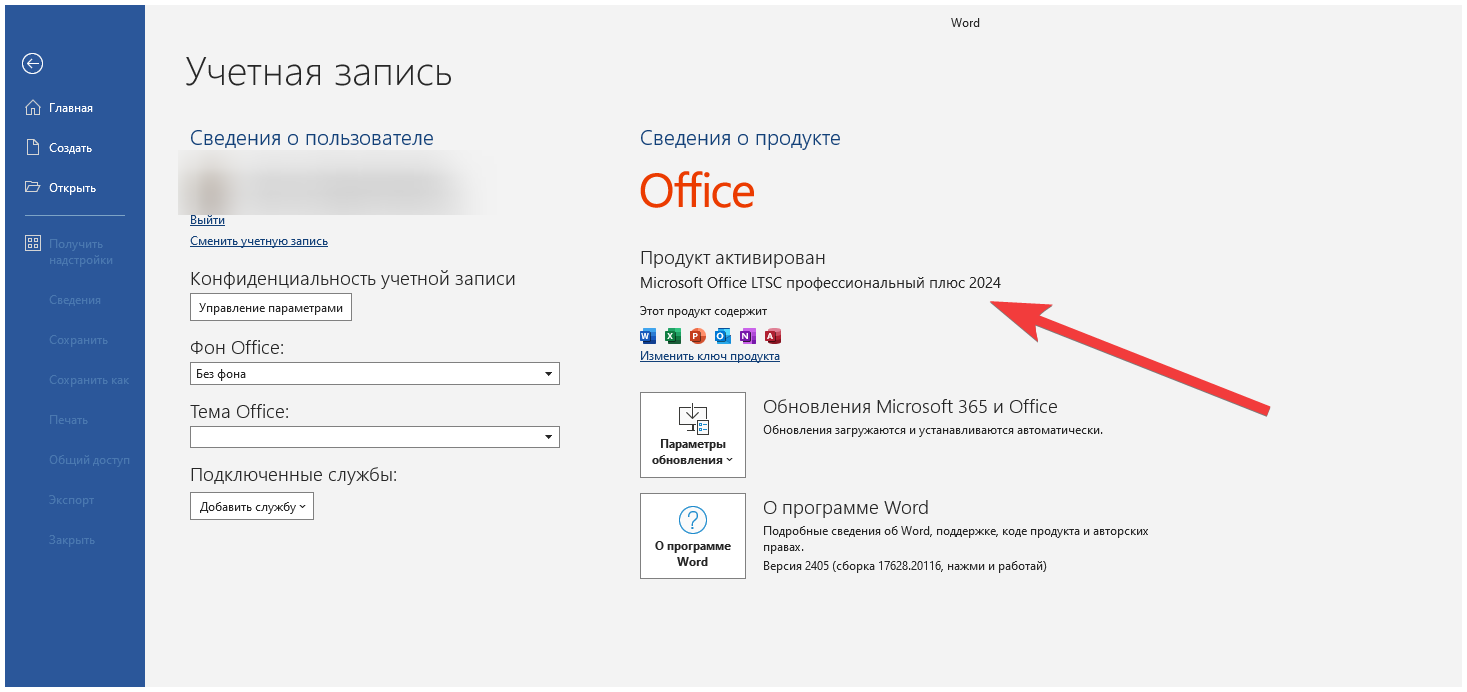 Word
Учетная запись
Главная
Создать
Открыть
Получить
надстройки
Сведения
Сохранить
Сохранить как
Печать
Общий доступ
Экспорт
Закрыть
Сведения о пользователе
Выйти
Сменить учетную запись
Конфиденциальность учетной записи
Управление параметрами
Фон Office:
Без фона
Тема Office:
Подключенные службы:
Добавить службу
Сведения о продукте
Office
Продукт активирован
Microsoft Office LTSC профессиональный плюс 2024
Этот продукт содержит
W X P O N A
Изменить ключ продукта
Параметры
обновления
Обновления Microsoft 365 и Office
Обновления загружаются и устанавливаются автоматически.
О программе
Word
О программе Word
Подробные сведения об Word, поддержке, коде продукта и авторских
правах.
Версия 2405 (сборка 17628.20116, нажми и работай)